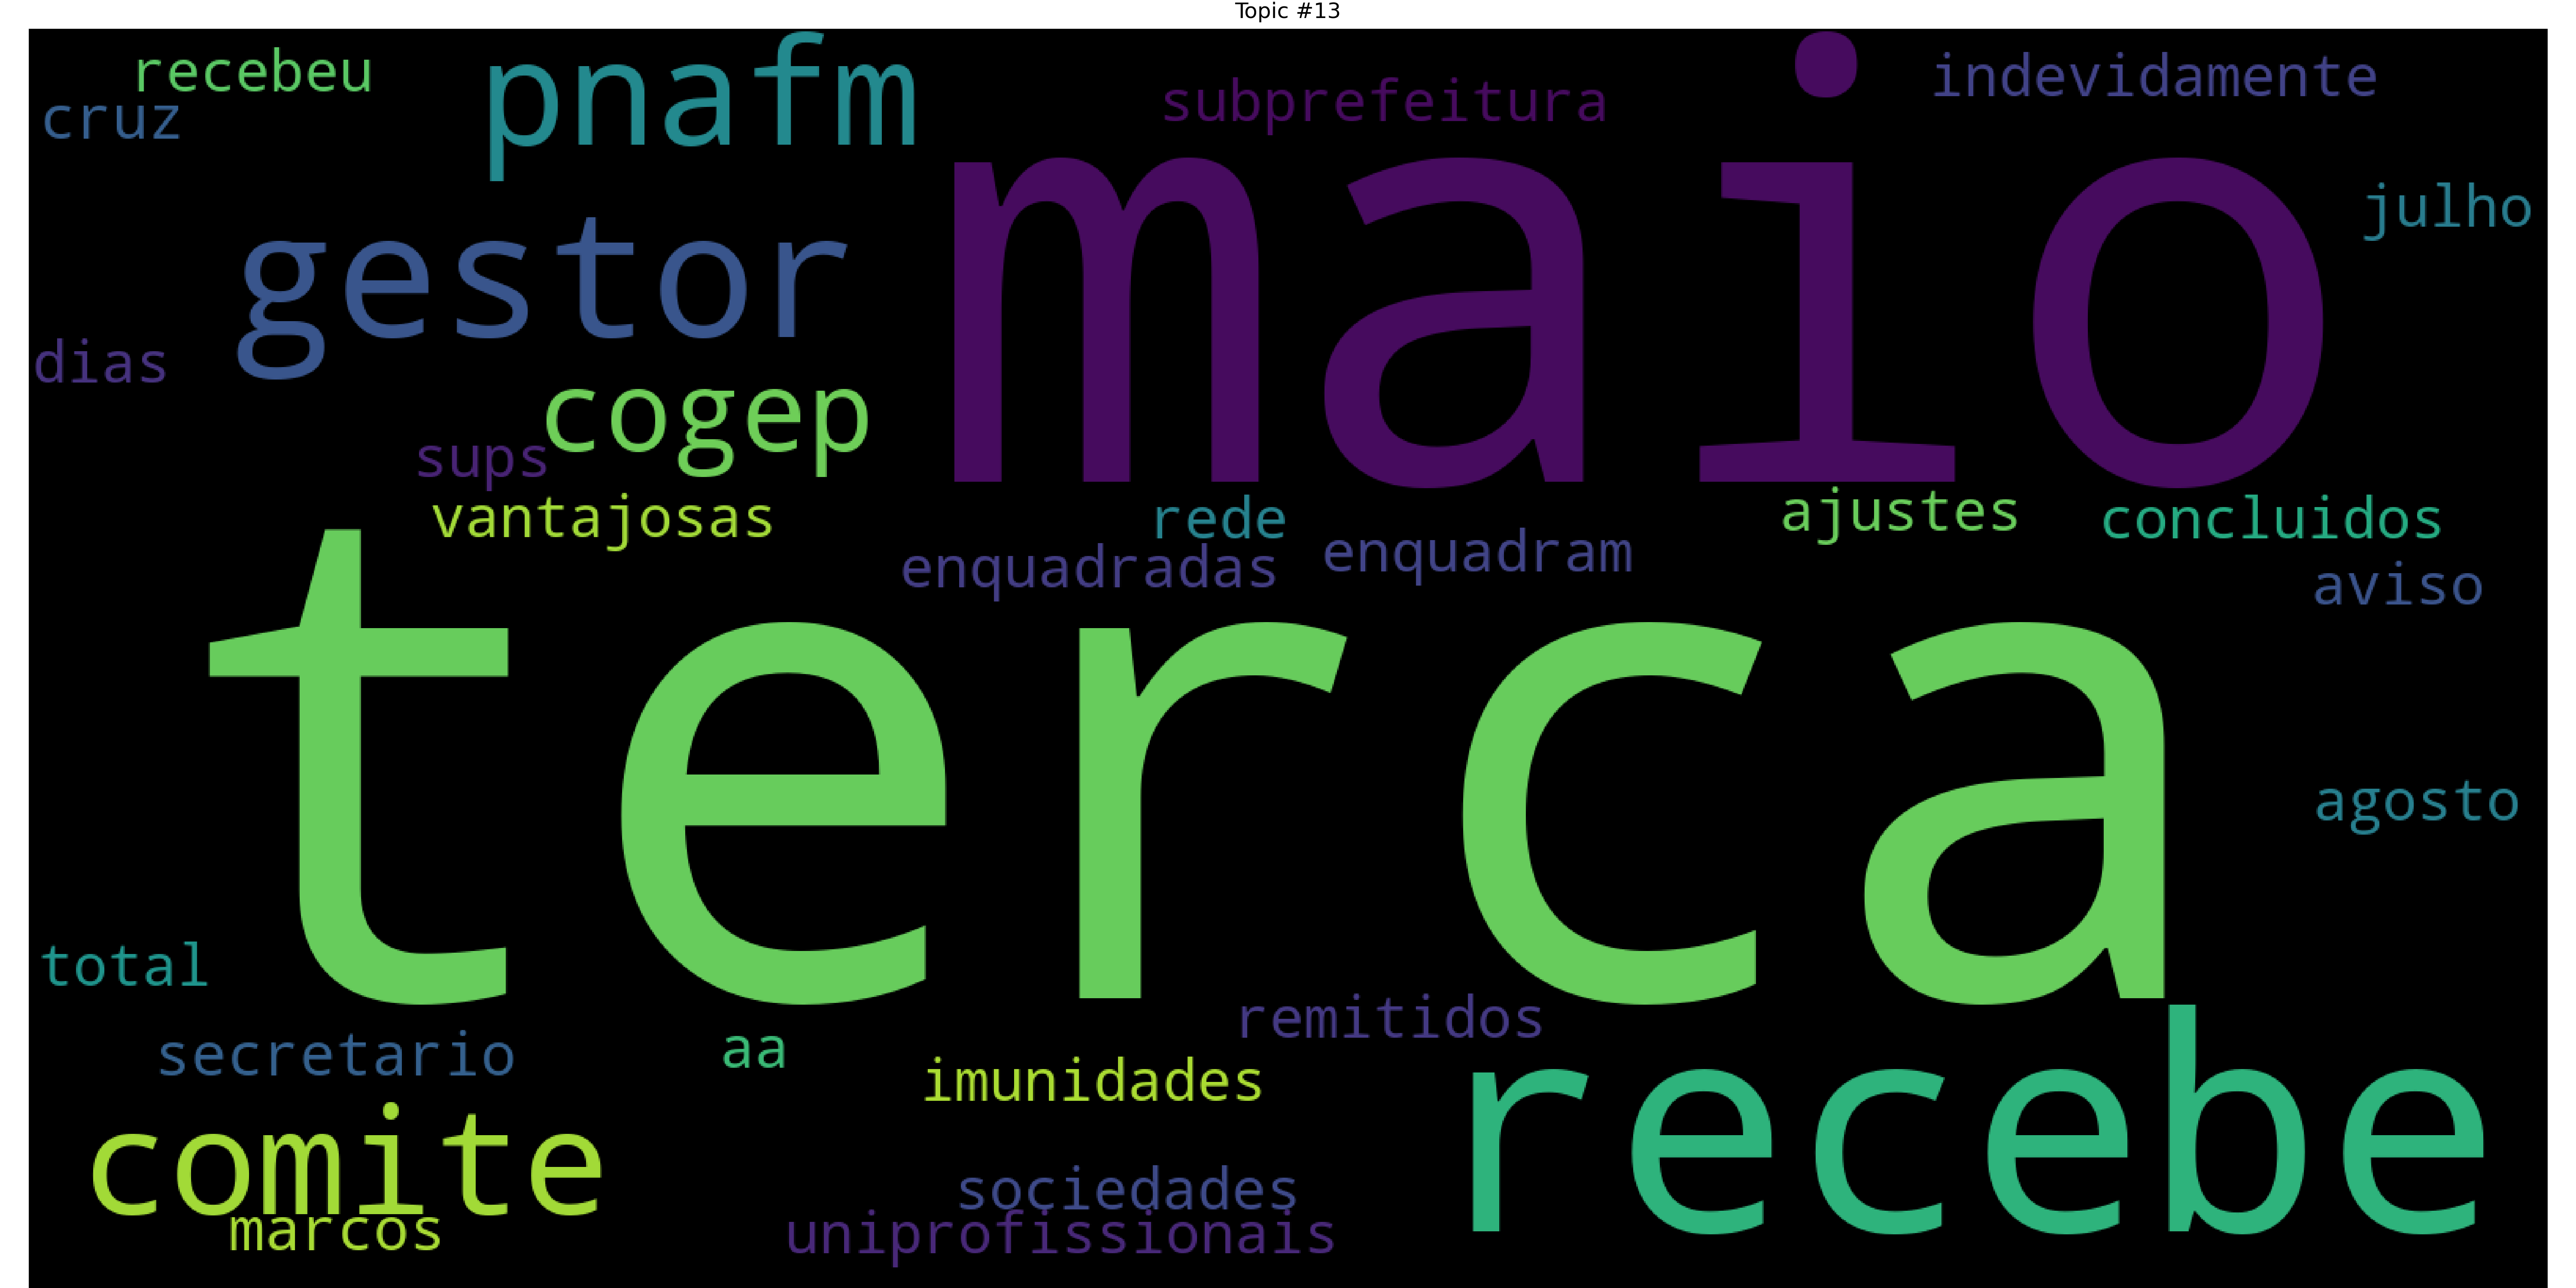 Topic #13
recebeu
pnafm
subprefeitura
indevidamente
cruz
maio
julho
gestor
dias
cogep
sups
vantajosas
rede
ajustes
concluidos
enquadradas
enquadram
aviso
terca
agosto
total
remitidos
secretario
aa
imunidades
recebe
comite
sociedades
marcos
uniprofissionais